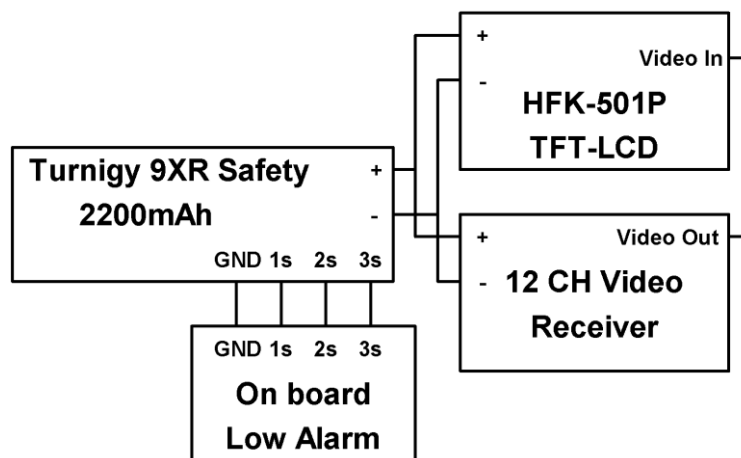 +
Video In
-
HFK-501P
TFT-LCD
Turnigy 9XR Safety +
2200mAh -
GND 1s 2s 3s
+ Video Out
- 12 CH Video
Receiver
GND 1s 2s 3s
On board
Low Alarm